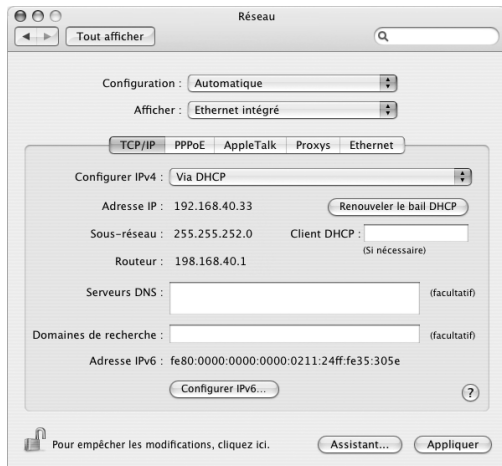 Réseau
Tout afficher
Configuration : Automatique
Afficher : Ethernet intégré
TCP/IP PPPoE AppleTalk Proxys Ethernet
Configurer IPv4 : Via DHCP
Adresse IP : 192.168.40.33 Renouveler le bail DHCP
Sous-réseau : 255.255.252.0 Client DHCP :
(Si nécessaire)
Routeur : 198.168.40.1
Serveurs DNS : (facultatif)
Domaines de recherche : (facultatif)
Adresse IPv6 : fe80:0000:0000:0000:0211:24ff:fe35:305e
Configurer IPv6... ?
Pour empêcher les modifications, cliquez ici. Assistant... Appliquer